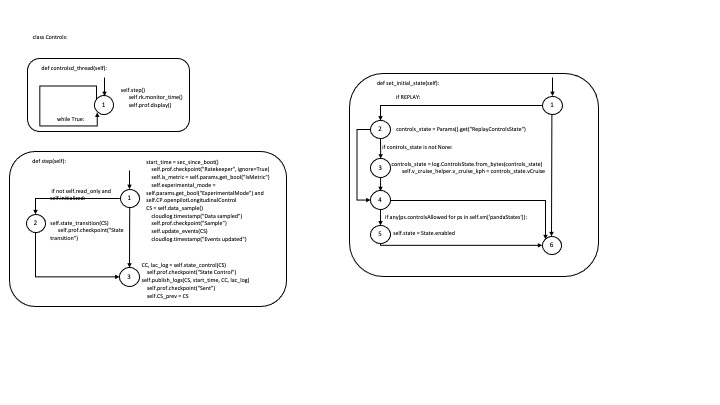 class Controls:
def controlsd_thread(self):
self.step()
self.rk.monitor_time()
self.prof.display()
1
while True:
def step(self):
start_time = sec_since_boot()
self.prof.checkpoint("Ratekeeper", ignore=True)
self.is_metric = self.params.get_bool("IsMetric")
self.experimental_mode =
self.params.get_bool("ExperimentalMode") and
self.CP.openpilotLongitudinalControl
CS = self.data_sample()
cloudlog.timestamp("Data sampled")
self.prof.checkpoint("Sample")
self.update_events(CS)
cloudlog.timestamp("Events updated")
if not self.read_only and
self.initialized:
1
2
self.state_transition(CS)
self.prof.checkpoint("State
transition")
CC, lac_log = self.state_control(CS)
self.prof.checkpoint("State Control")
self.publish_logs(CS, start_time, CC, lac_log)
self.prof.checkpoint("Sent")
self.CS_prev = CS
3
def set_initial_state(self):
if REPLAY:
1
2
controls_state = Params().get("ReplayControlsState")
if controls_state is not None:
3
controls_state = log.ControlsState.from_bytes(controls_state)
self.v_cruise_helper.v_cruise_kph = controls_state.vCruise
4
if any(ps.controlsAllowed for ps in self.sm['pandaStates']):
5
self.state = State.enabled
6